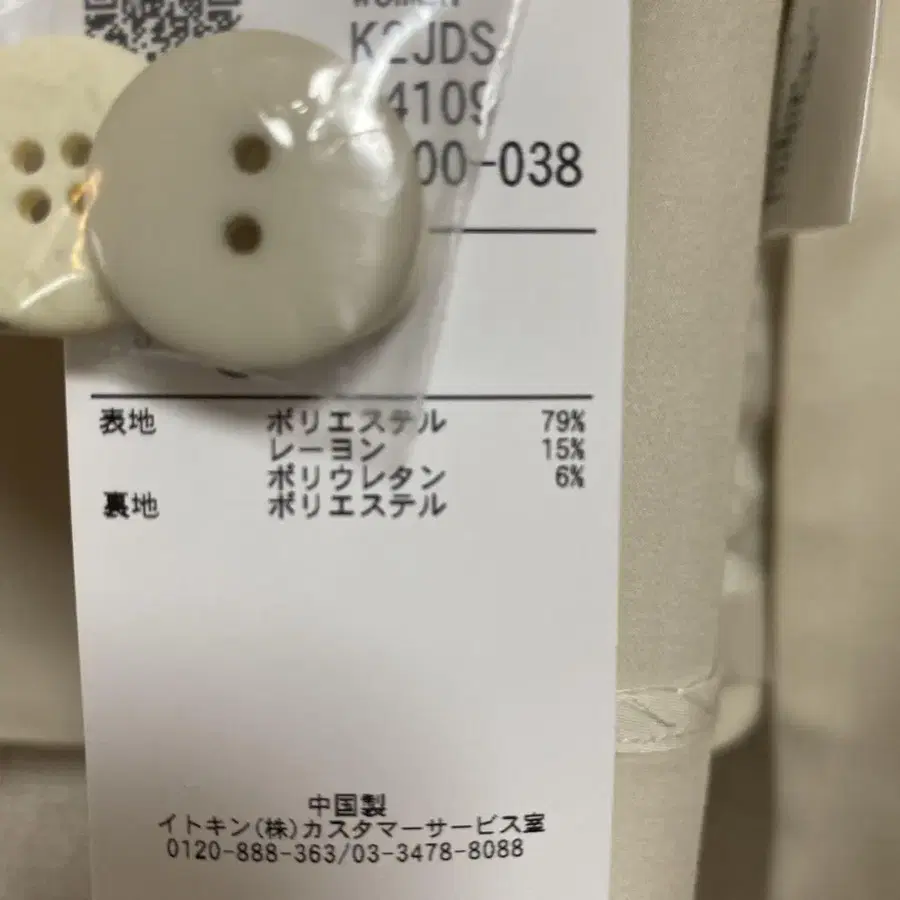 WOMEN
K2JDS
4109
00-038
表地 ポリエステル 79%
レーヨン 15%
ポリウレタン 6%
裏地 ポリエステル
中国製
イトキン(株)カスタマーサービス室
0120-888-363/03-3478-8088